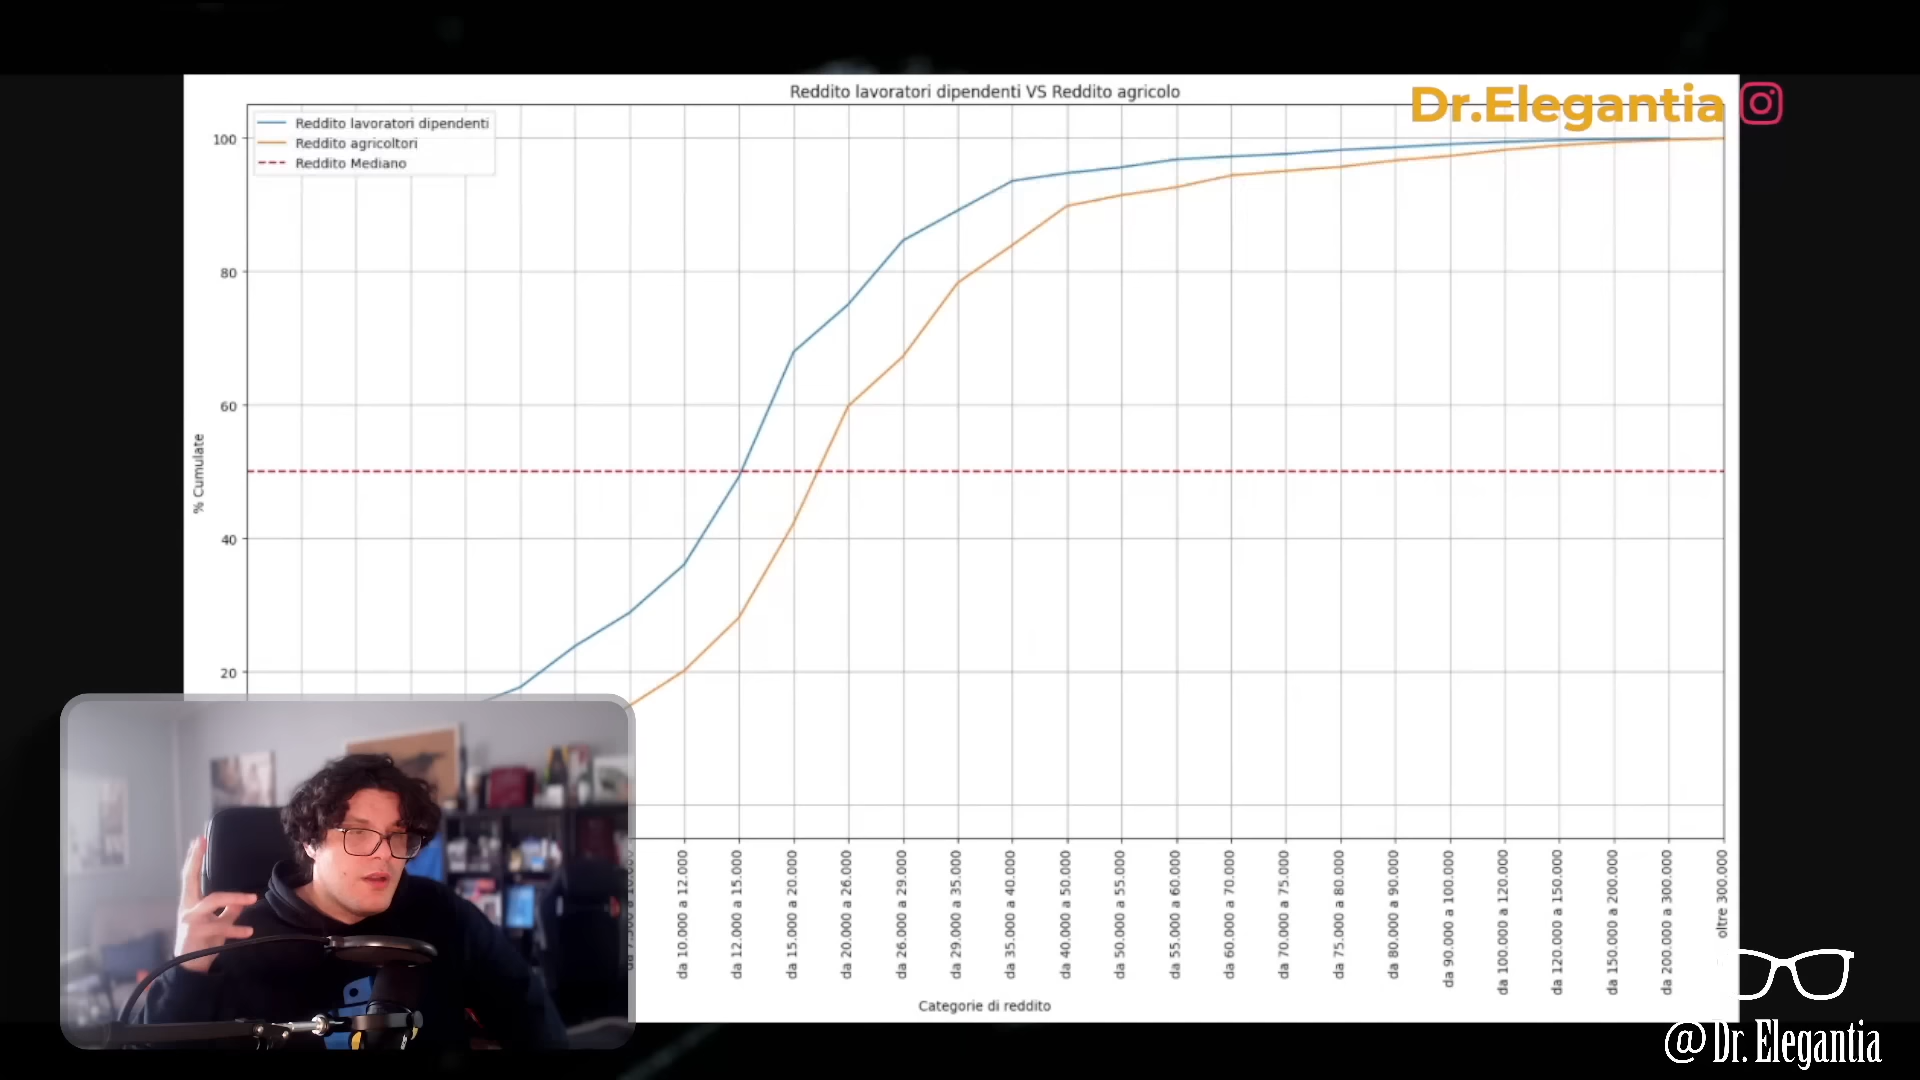 Reddito lavoratori dipendenti VS Reddito agricolo
Dr.Elegantia
Reddito lavoratori dipendenti
Reddito agricoltori
Reddito Mediano
100
80
60
40
20
% Cumulate
da 10.000 a 12.000
da 12.000 a 15.000
da 15.000 a 20.000
da 20.000 a 26.000
da 26.000 a 29.000
da 29.000 a 35.000
da 35.000 a 40.000
da 40.000 a 50.000
da 50.000 a 55.000
da 55.000 a 60.000
da 60.000 a 70.000
da 70.000 a 75.000
da 75.000 a 80.000
da 80.000 a 90.000
da 90.000 a 100.000
da 100.000 a 120.000
da 120.000 a 150.000
da 150.000 a 200.000
da 200.000 a 300.000
oltre 300.000
Categorie di reddito
@Dr. Elegantia